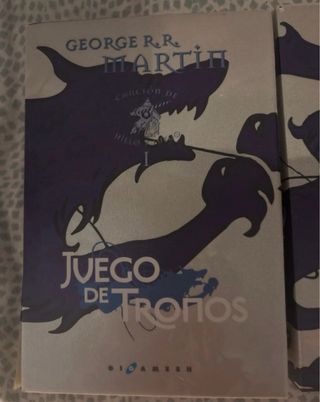 GEORGE R.R.
MARTIN
CANCIÓN DE
HIELO
I
JUEGO
DE TRONOS
GIGAMESH